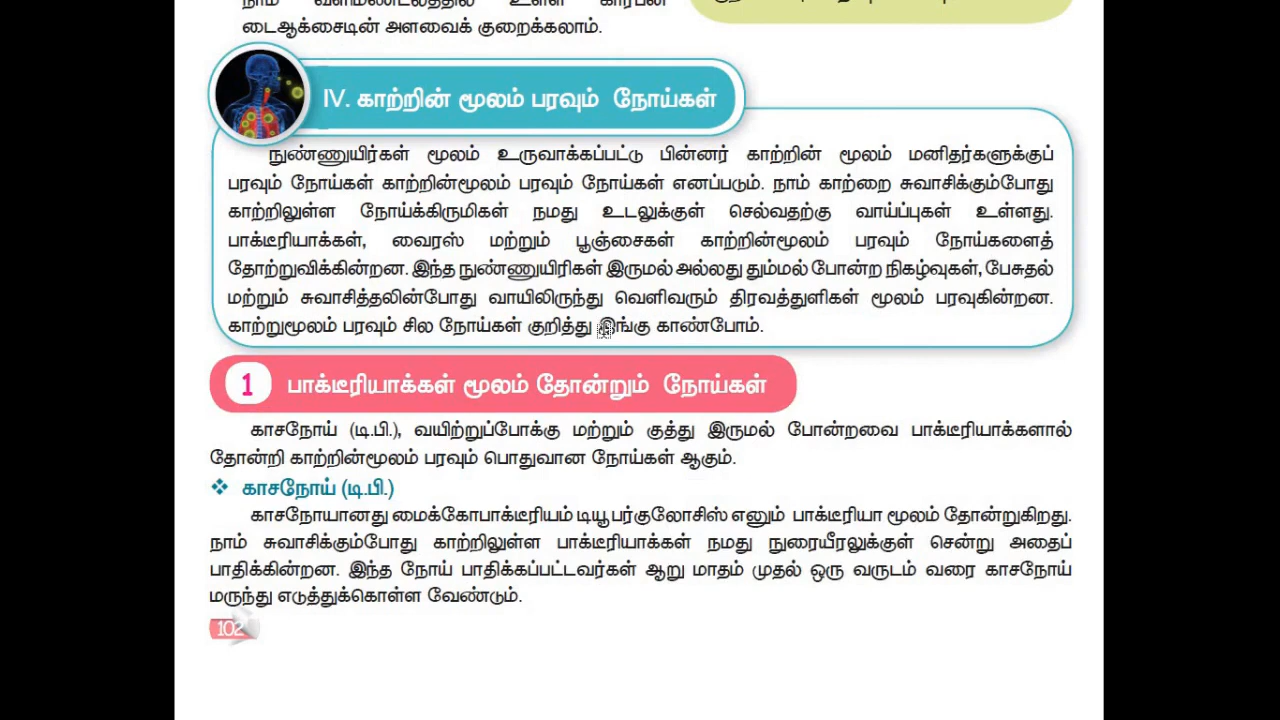 டைஆக்சைடின் அளவைக் குறைக்கலாம்.
IV. காற்றின் மூலம் பரவும் நோய்கள்
நுண்ணுயிர்கள் மூலம் உருவாக்கப்பட்டு பின்னர் காற்றின் மூலம் மனிதர்களுக்குப்
பரவும் நோய்கள் காற்றின்மூலம் பரவும் நோய்கள் எனப்படும். நாம் காற்றை சுவாசிக்கும்போது
காற்றிலுள்ள நோய்க்கிருமிகள் நமது உடலுக்குள் செல்வதற்கு வாய்ப்புகள் உள்ளது.
பாக்டீரியாக்கள், வைரஸ் மற்றும் பூஞ்சைகள் காற்றின்மூலம் பரவும் நோய்களைத்
தோற்றுவிக்கின்றன. இந்த நுண்ணுயிரிகள் இருமல் அல்லது தும்மல் போன்ற நிகழ்வுகள், பேசுதல்
மற்றும் சுவாசித்தலின்போது வாயிலிருந்து வெளிவரும் திரவத்துளிகள் மூலம் பரவுகின்றன.
காற்றுமூலம் பரவும் சில நோய்கள் குறித்து இங்கு காண்போம்.
1 பாக்டீரியாக்கள் மூலம் தோன்றும் நோய்கள்
காசநோய் (டி.பி.), வயிற்றுப்போக்கு மற்றும் குத்து இருமல் போன்றவை பாக்டீரியாக்களால்
தோன்றி காற்றின்மூலம் பரவும் பொதுவான நோய்கள் ஆகும்.
❖ காசநோய் (டி.பி.)
காசநோயானது மைக்கோபாக்டீரியம் டியூபர்குலோசிஸ் எனும் பாக்டீரியா மூலம் தோன்றுகிறது.
நாம் சுவாசிக்கும்போது காற்றிலுள்ள பாக்டீரியாக்கள் நமது நுரையீரலுக்குள் சென்று அதைப்
பாதிக்கின்றன. இந்த நோய் பாதிக்கப்பட்டவர்கள் ஆறு மாதம் முதல் ஒரு வருடம் வரை காசநோய்
மருந்து எடுத்துக்கொள்ள வேண்டும்.
102